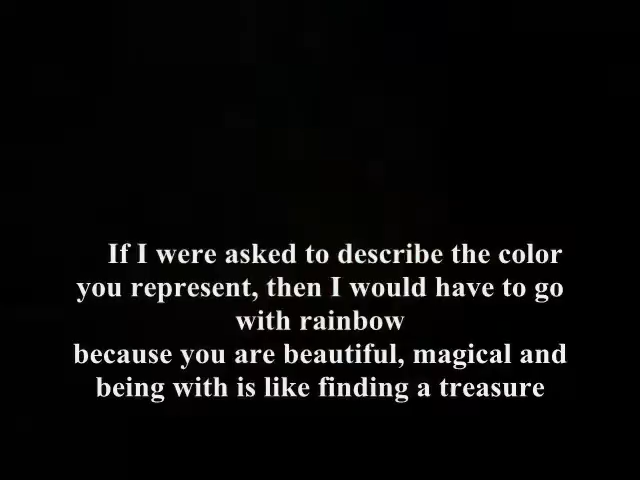 If I were asked to describe the color
you represent, then I would have to go
with rainbow
because you are beautiful, magical and
being with is like finding a treasure